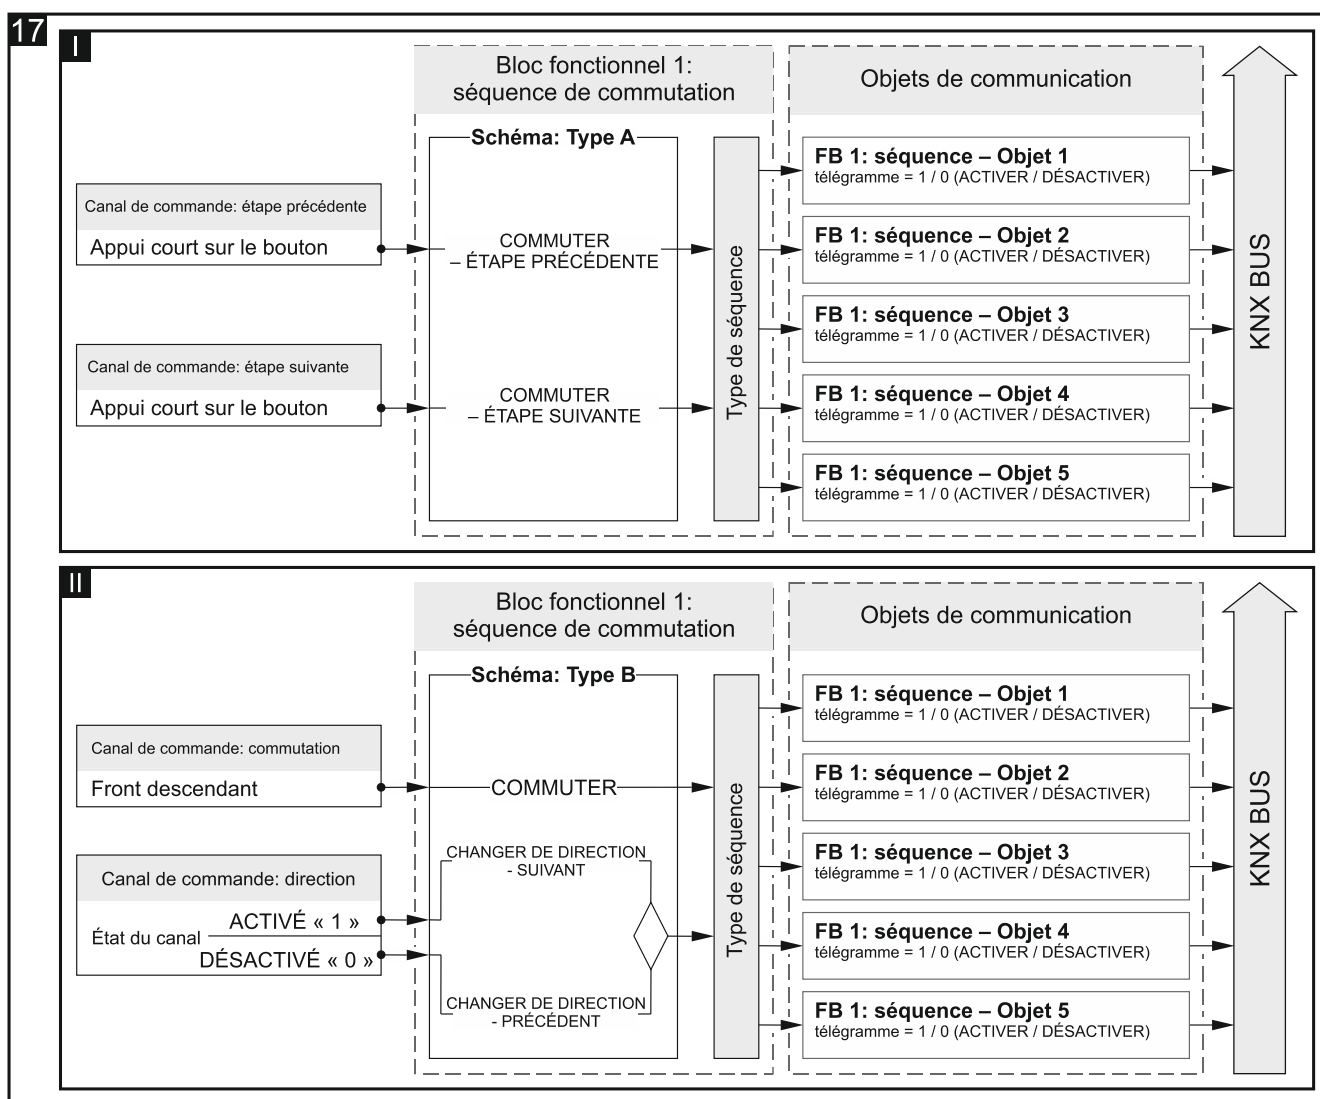 17
I
Bloc fonctionnel 1:
séquence de commutation
Objets de communication
Schéma: Type A
Canal de commande: étape précédente
Appui court sur le bouton
COMMUTER
– ÉTAPE PRÉCÉDENTE
Canal de commande: étape suivante
Appui court sur le bouton
COMMUTER
– ÉTAPE SUIVANTE
Type de séquence
FB 1: séquence – Objet 1
télégramme = 1 / 0 (ACTIVER / DÉSACTIVER)
FB 1: séquence – Objet 2
télégramme = 1 / 0 (ACTIVER / DÉSACTIVER)
FB 1: séquence – Objet 3
télégramme = 1 / 0 (ACTIVER / DÉSACTIVER)
FB 1: séquence – Objet 4
télégramme = 1 / 0 (ACTIVER / DÉSACTIVER)
FB 1: séquence – Objet 5
télégramme = 1 / 0 (ACTIVER / DÉSACTIVER)
KNX BUS
II
Bloc fonctionnel 1:
séquence de commutation
Objets de communication
Schéma: Type B
Canal de commande: commutation
Front descendant
COMMUTER
Canal de commande: direction
État du canal
ACTIVÉ « 1 »
DÉSACTIVÉ « 0 »
CHANGER DE DIRECTION
- SUIVANT
CHANGER DE DIRECTION
- PRÉCÉDENT
Type de séquence
FB 1: séquence – Objet 1
télégramme = 1 / 0 (ACTIVER / DÉSACTIVER)
FB 1: séquence – Objet 2
télégramme = 1 / 0 (ACTIVER / DÉSACTIVER)
FB 1: séquence – Objet 3
télégramme = 1 / 0 (ACTIVER / DÉSACTIVER)
FB 1: séquence – Objet 4
télégramme = 1 / 0 (ACTIVER / DÉSACTIVER)
FB 1: séquence – Objet 5
télégramme = 1 / 0 (ACTIVER / DÉSACTIVER)
KNX BUS